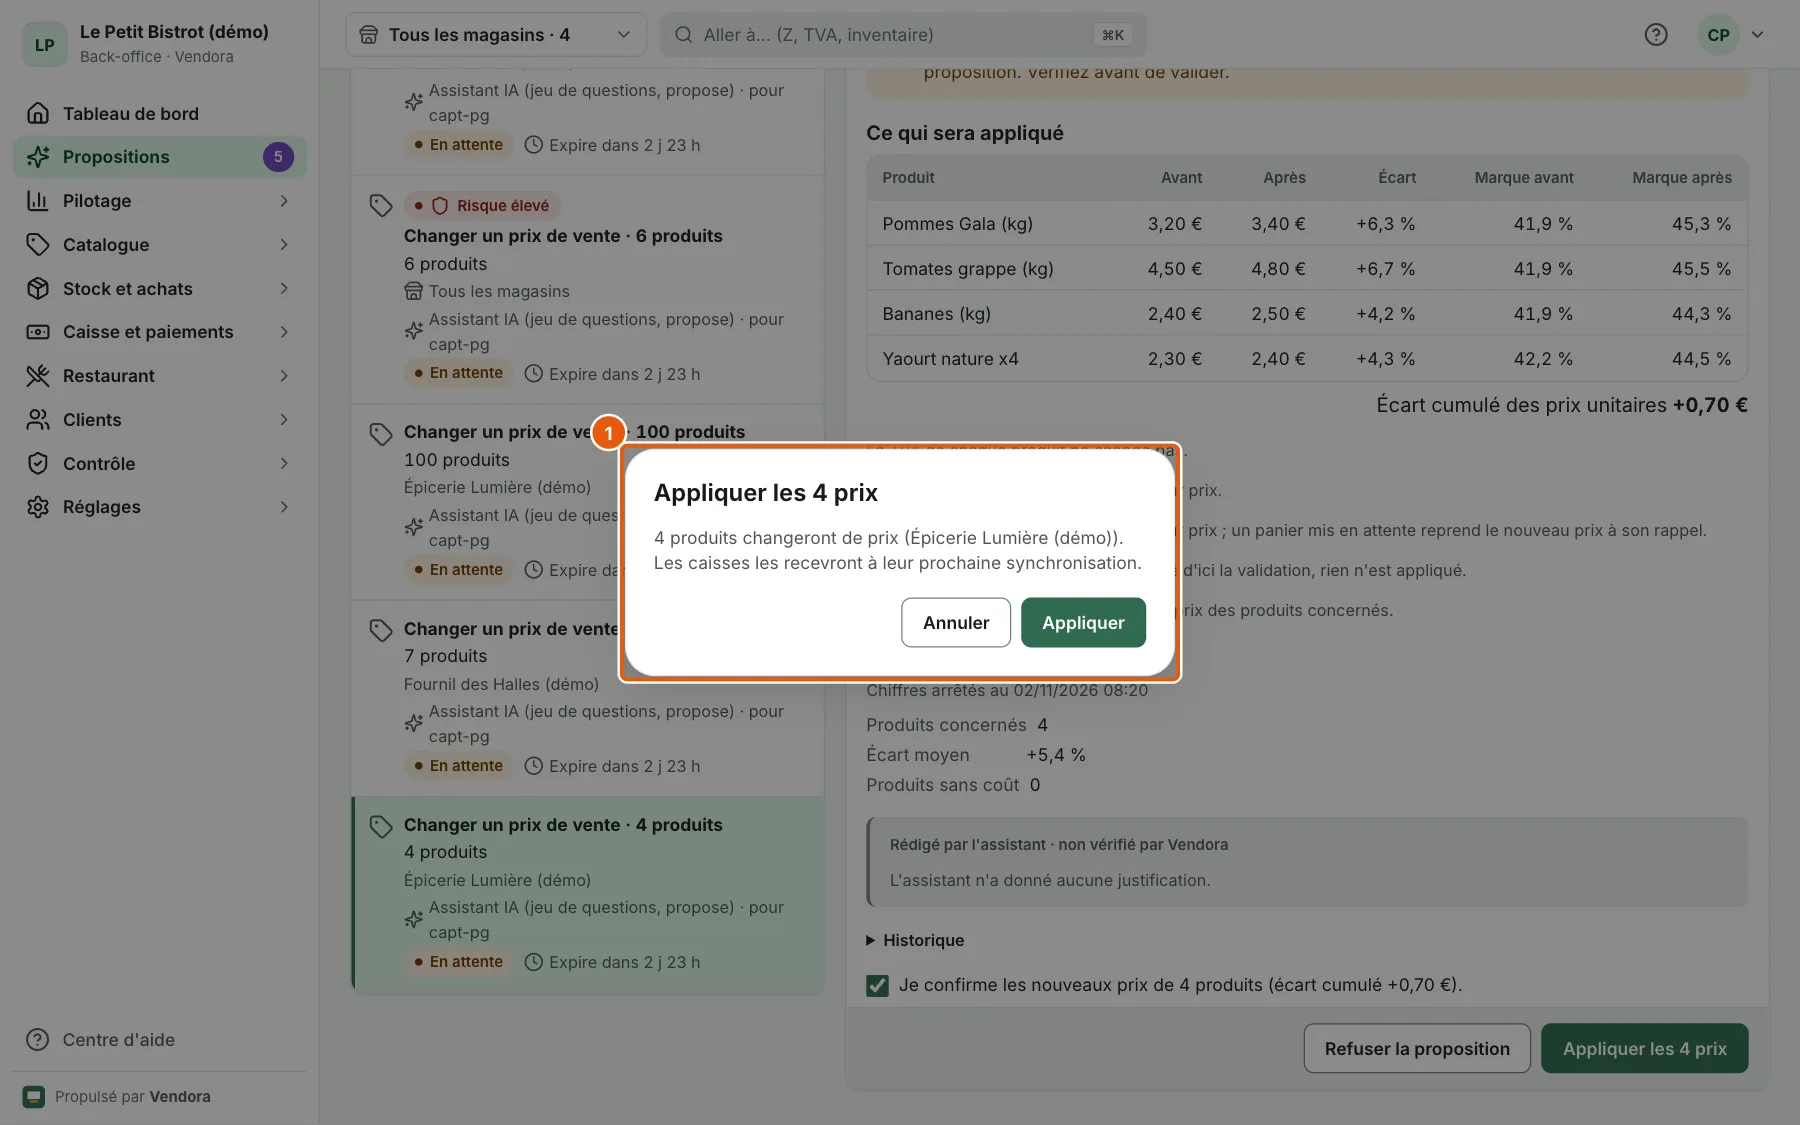 LP
Le Petit Bistrot (démo)
Back-office · Vendora
Tableau de bord
Propositions 5
Pilotage
Catalogue
Stock et achats
Caisse et paiements
Restaurant
Clients
Contrôle
Réglages
Centre d'aide
Propulsé par Vendora
Tous les magasins · 4
Aller à... (Z, TVA, inventaire) ⌘K
CP
Assistant IA (jeu de questions, propose) · pour
capt-pg
En attente Expire dans 2 j 23 h
Risque élevé
Changer un prix de vente · 6 produits
6 produits
Tous les magasins
Assistant IA (jeu de questions, propose) · pour
capt-pg
En attente Expire dans 2 j 23 h
Changer un prix de ve · 100 produits
100 produits
Épicerie Lumière (démo)
Assistant IA (jeu de ques
capt-pg
En attente Expire da
Changer un prix de vente
7 produits
Fournil des Halles (démo)
Assistant IA (jeu de questions, propose) · pour
capt-pg
En attente Expire dans 2 j 23 h
Changer un prix de vente · 4 produits
4 produits
Épicerie Lumière (démo)
Assistant IA (jeu de questions, propose) · pour
capt-pg
En attente Expire dans 2 j 23 h
proposition. Vérifiez avant de valider.
Ce qui sera appliqué
Produit Avant Après Écart Marque avant Marque après
Pommes Gala (kg) 3,20 € 3,40 € +6,3 % 41,9 % 45,3 %
Tomates grappe (kg) 4,50 € 4,80 € +6,7 % 41,9 % 45,5 %
Bananes (kg) 2,40 € 2,50 € +4,2 % 41,9 % 44,3 %
Yaourt nature x4 2,30 € 2,40 € +4,3 % 42,2 % 44,5 %
Écart cumulé des prix unitaires +0,70 €
prix.
prix ; un panier mis en attente reprend le nouveau prix à son rappel.
d'ici la validation, rien n'est appliqué.
prix des produits concernés.
1
Appliquer les 4 prix
4 produits changeront de prix (Épicerie Lumière (démo)).
Les caisses les recevront à leur prochaine synchronisation.
Annuler Appliquer
Chiffres arrêtés au 02/11/2026 08:20
Produits concernés 4
Écart moyen +5,4 %
Produits sans coût 0
Rédigé par l'assistant · non vérifié par Vendora
L'assistant n'a donné aucune justification.
Historique
Je confirme les nouveaux prix de 4 produits (écart cumulé +0,70 €).
Refuser la proposition Appliquer les 4 prix